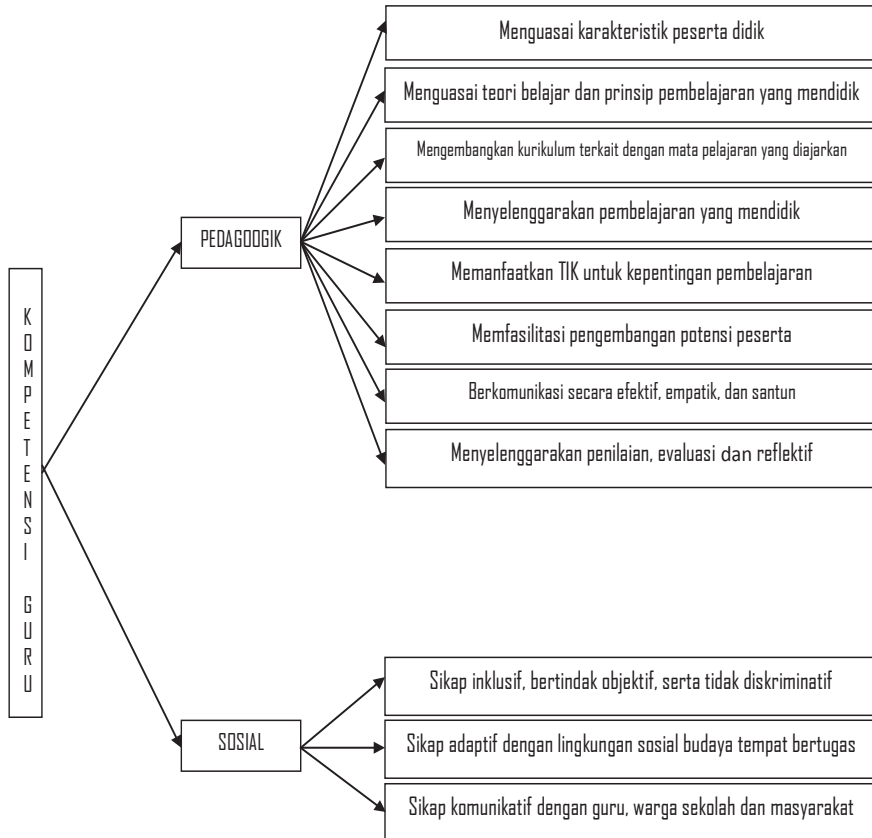 KOMPETENSI GURU
PEDAGOOGIK
Menguasai karakteristik peserta didik
Menguasai teori belajar dan prinsip pembelajaran yang mendidik
Mengembangkan kurikulum terkait dengan mata pelajaran yang diajarkan
Menyelenggarakan pembelajaran yang mendidik
Memanfaatkan TIK untuk kepentingan pembelajaran
Memfasilitasi pengembangan potensi peserta
Berkomunikasi secara efektif, empatik, dan santun
Menyelenggarakan penilaian, evaluasi dan reflektif
SOSIAL
Sikap inklusif, bertindak objektif, serta tidak diskriminatif
Sikap adaptif dengan lingkungan sosial budaya tempat bertugas
Sikap komunikatif dengan guru, warga sekolah dan masyarakat